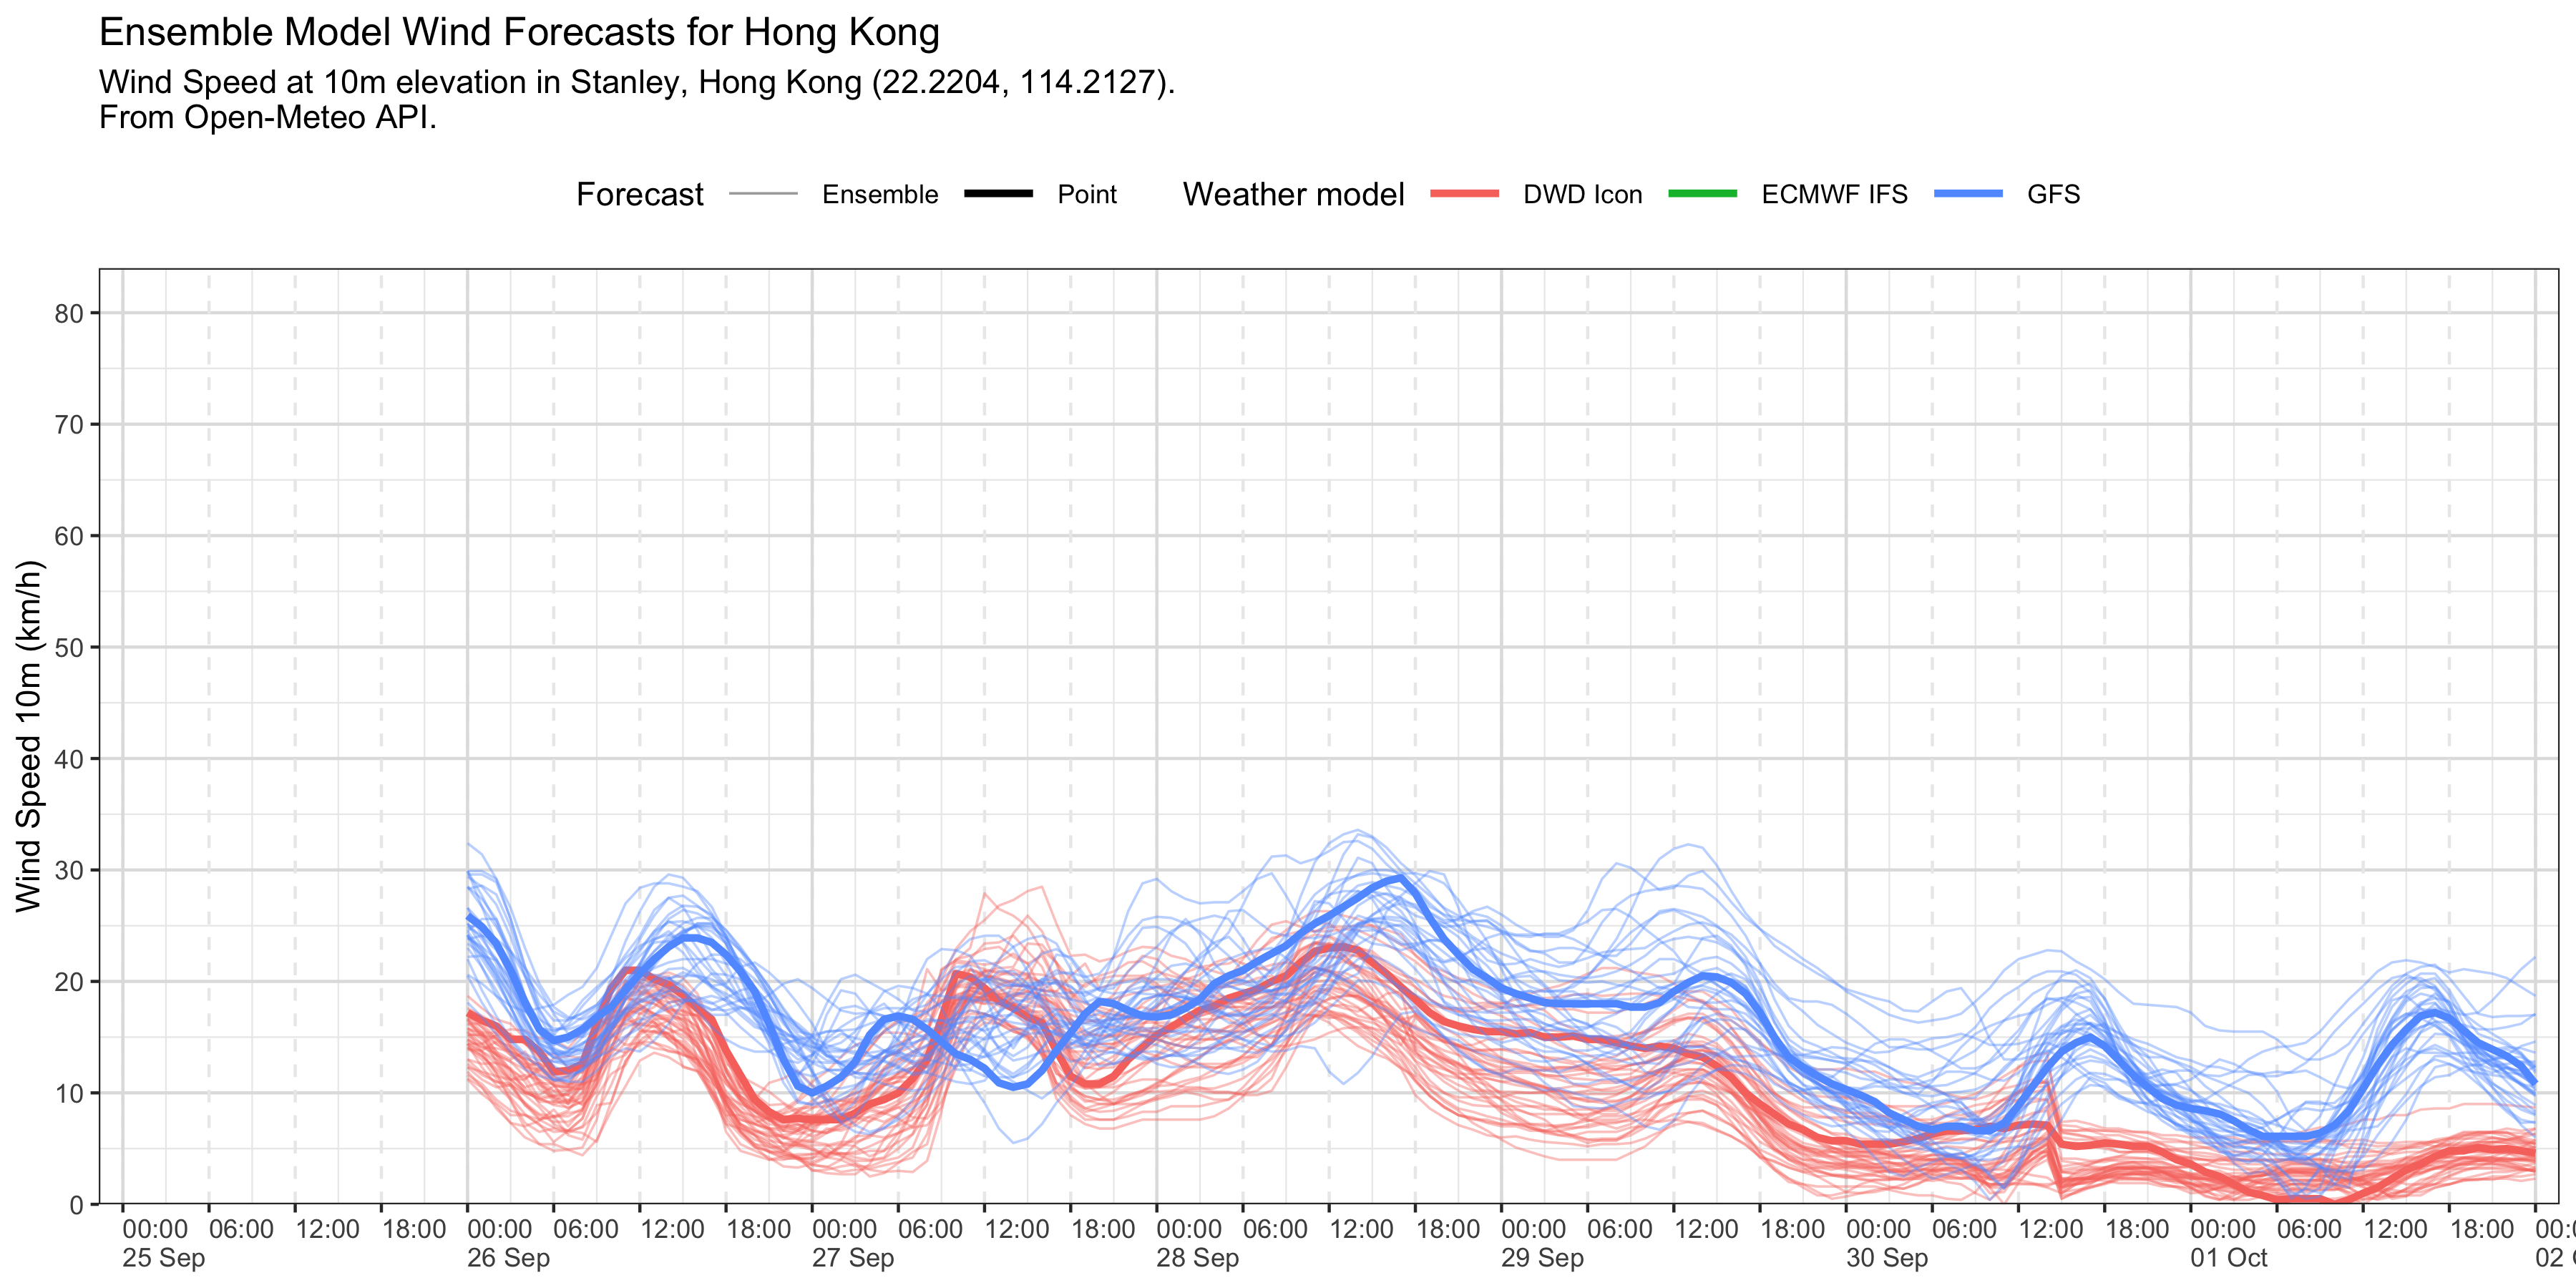 Ensemble Model Wind Forecasts for Hong Kong
Wind Speed at 10m elevation in Stanley, Hong Kong (22.2204, 114.2127).
From Open-Meteo API.
Forecast Ensemble Point Weather model DWD Icon ECMWF IFS GFS
Wind Speed 10m (km/h)
80
70
60
50
40
30
20
10
0
00:00 06:00 12:00 18:00 00:00 06:00 12:00 18:00 00:00 06:00 12:00 18:00 00:00 06:00 12:00 18:00 00:00 06:00 12:00 18:00 00:00 06:00 12:00 18:00 00:00 06:00 12:00 18:00 00:
25 Sep 26 Sep 27 Sep 28 Sep 29 Sep 30 Sep 01 Oct 02